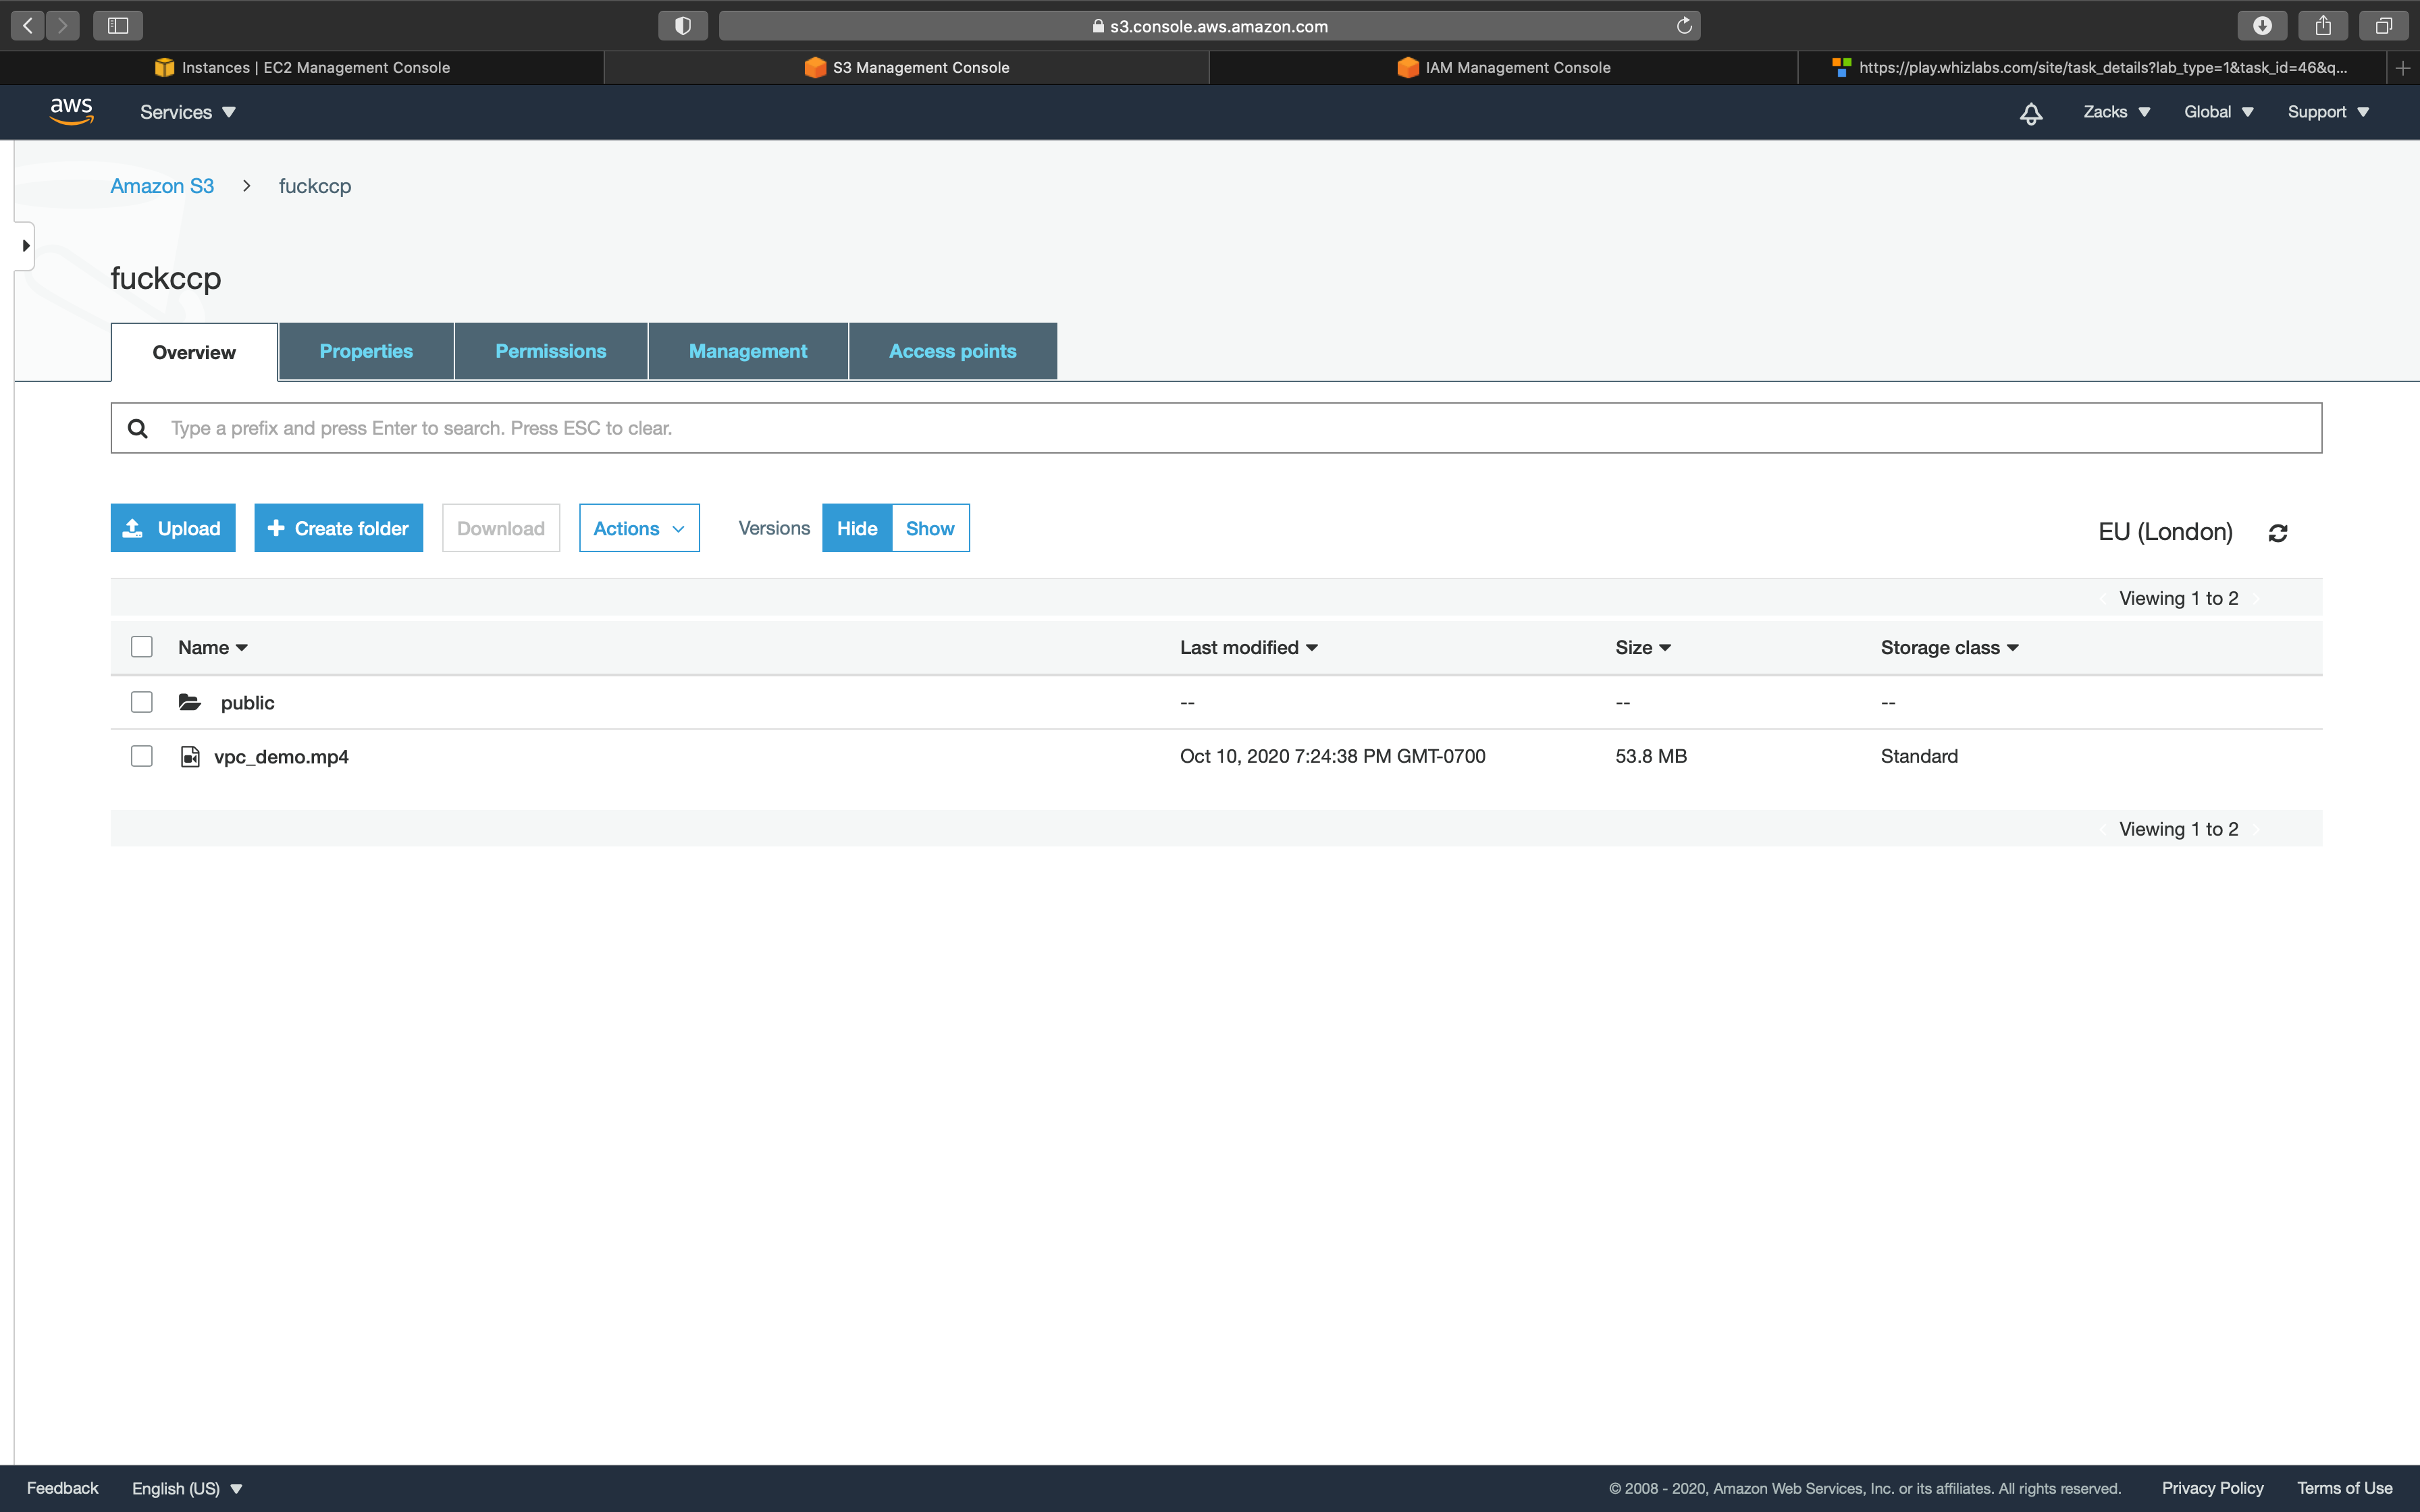 s3.console.aws.amazon.com
Instances | EC2 Management Console
S3 Management Console
IAM Management Console
https://play.whizlabs.com/site/task_details?lab_type=1&task_id=46&q...
aws
Services
Zacks
Global
Support
Amazon S3 > fuckccp
fuckccp
Overview
Properties
Permissions
Management
Access points
Type a prefix and press Enter to search. Press ESC to clear.
Upload
+ Create folder
Download
Actions
Versions
Hide
Show
EU (London)
Viewing 1 to 2
Name
Last modified
Size
Storage class
public
--
--
--
vpc_demo.mp4
Oct 10, 2020 7:24:38 PM GMT-0700
53.8 MB
Standard
Viewing 1 to 2
Feedback
English (US)
© 2008 - 2020, Amazon Web Services, Inc. or its affiliates. All rights reserved.
Privacy Policy
Terms of Use